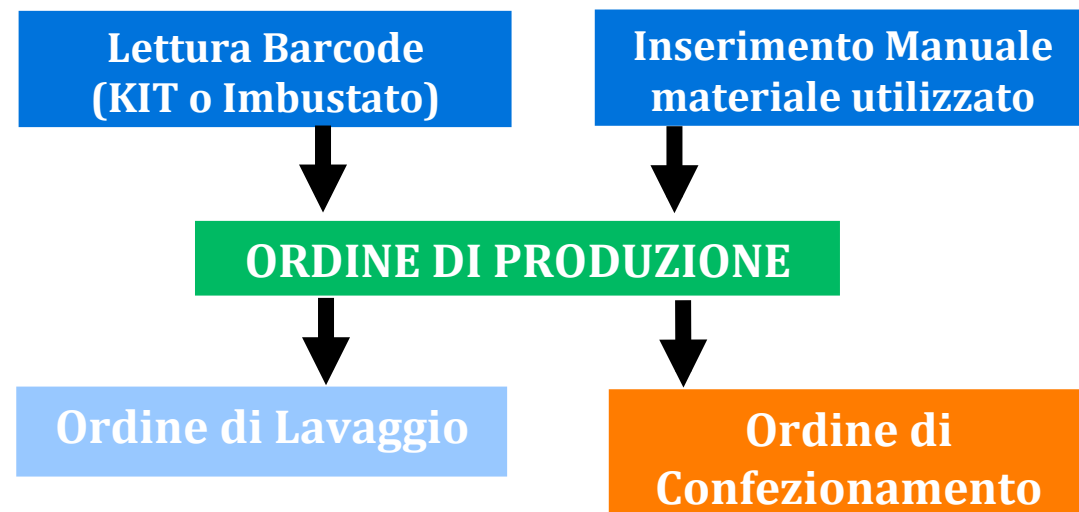 Lettura Barcode
(KIT o Imbustato)
Inserimento Manuale
materiale utilizzato
ORDINE DI PRODUZIONE
Ordine di Lavaggio
Ordine di
Confezionamento